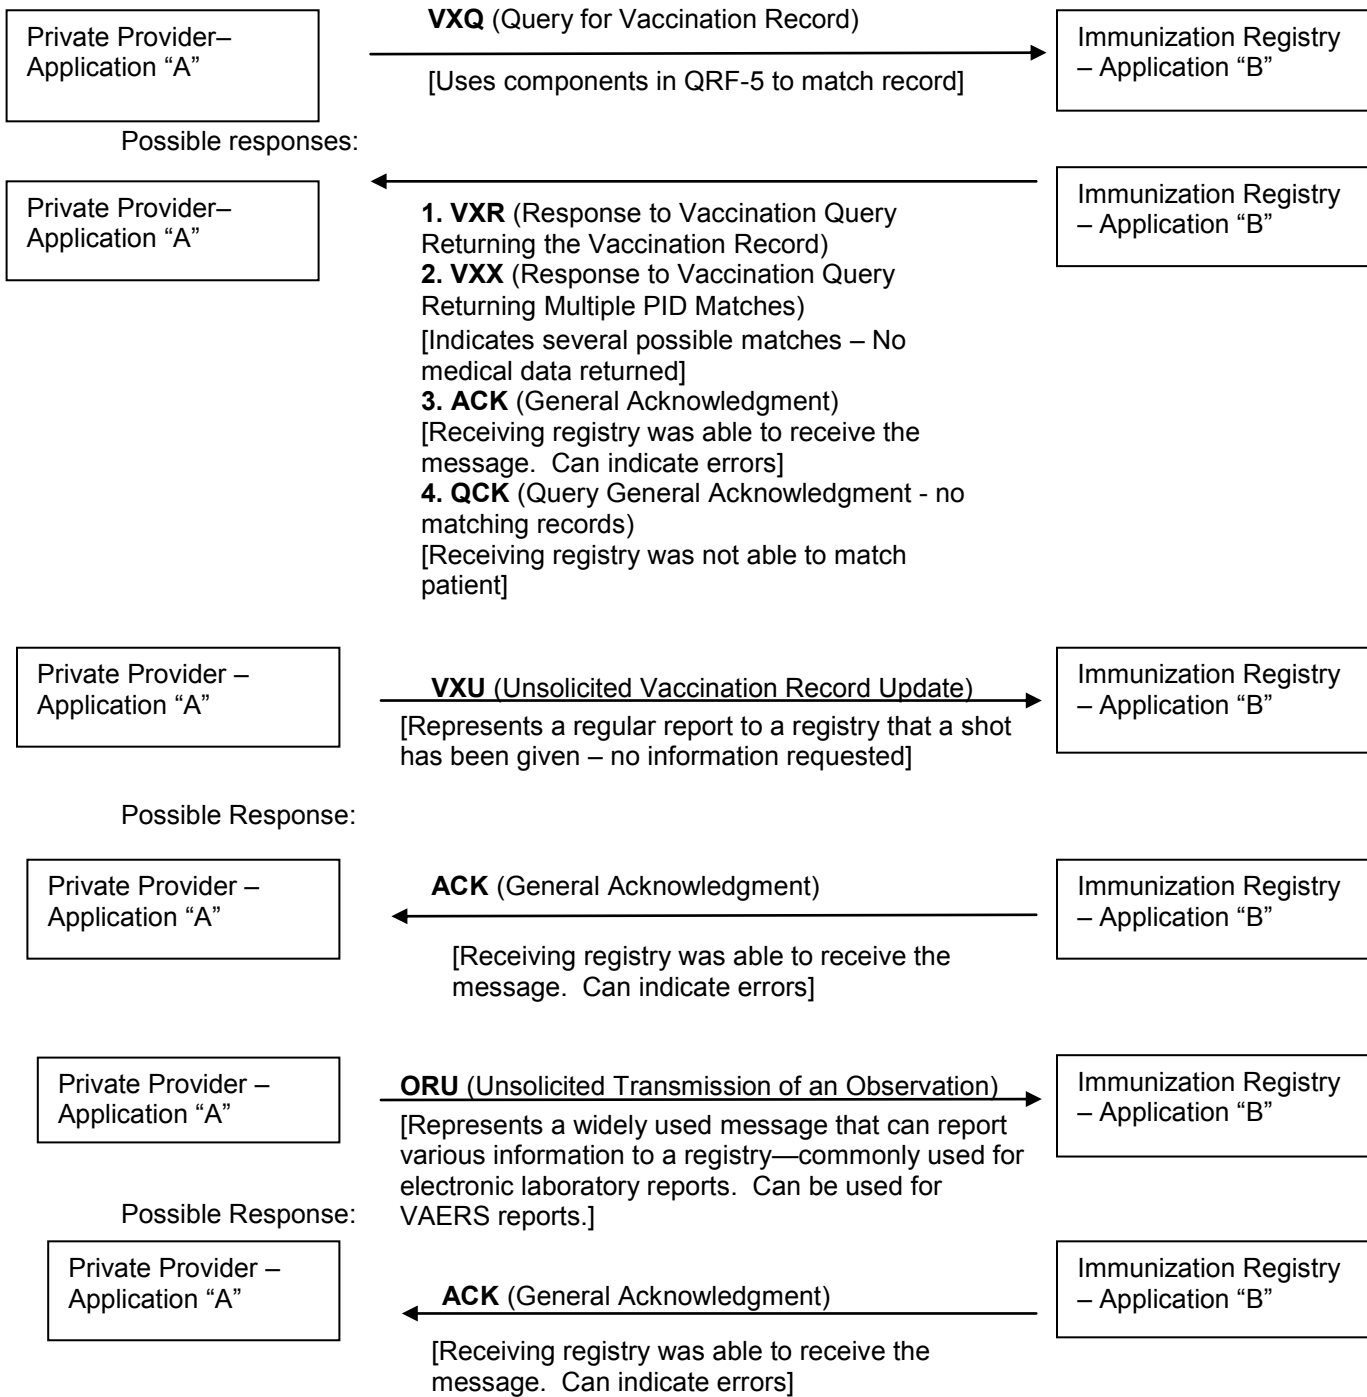 VXQ (Query for Vaccination Record)
Private Provider–
Application “A”
Immunization Registry
– Application “B”
[Uses components in QRF-5 to match record]
Possible responses:
Private Provider–
Application “A”
Immunization Registry
– Application “B”
1. VXR (Response to Vaccination Query
Returning the Vaccination Record)
2. VXX (Response to Vaccination Query
Returning Multiple PID Matches)
[Indicates several possible matches – No
medical data returned]
3. ACK (General Acknowledgment)
[Receiving registry was able to receive the
message.  Can indicate errors]
4. QCK (Query General Acknowledgment - no
matching records)
[Receiving registry was not able to match
patient]
Private Provider –
Application “A”
VXU (Unsolicited Vaccination Record Update)
Immunization Registry
– Application “B”
[Represents a regular report to a registry that a shot
has been given – no information requested]
Possible Response:
Private Provider –
Application “A”
ACK (General Acknowledgment)
Immunization Registry
– Application “B”
[Receiving registry was able to receive the
message.  Can indicate errors]
Private Provider –
Application “A”
ORU (Unsolicited Transmission of an Observation)
Immunization Registry
– Application “B”
[Represents a widely used message that can report
various information to a registry—commonly used for
electronic laboratory reports.  Can be used for
VAERS reports.]
Possible Response:
Private Provider –
Application “A”
ACK (General Acknowledgment)
Immunization Registry
– Application “B”
[Receiving registry was able to receive the
message.  Can indicate errors]